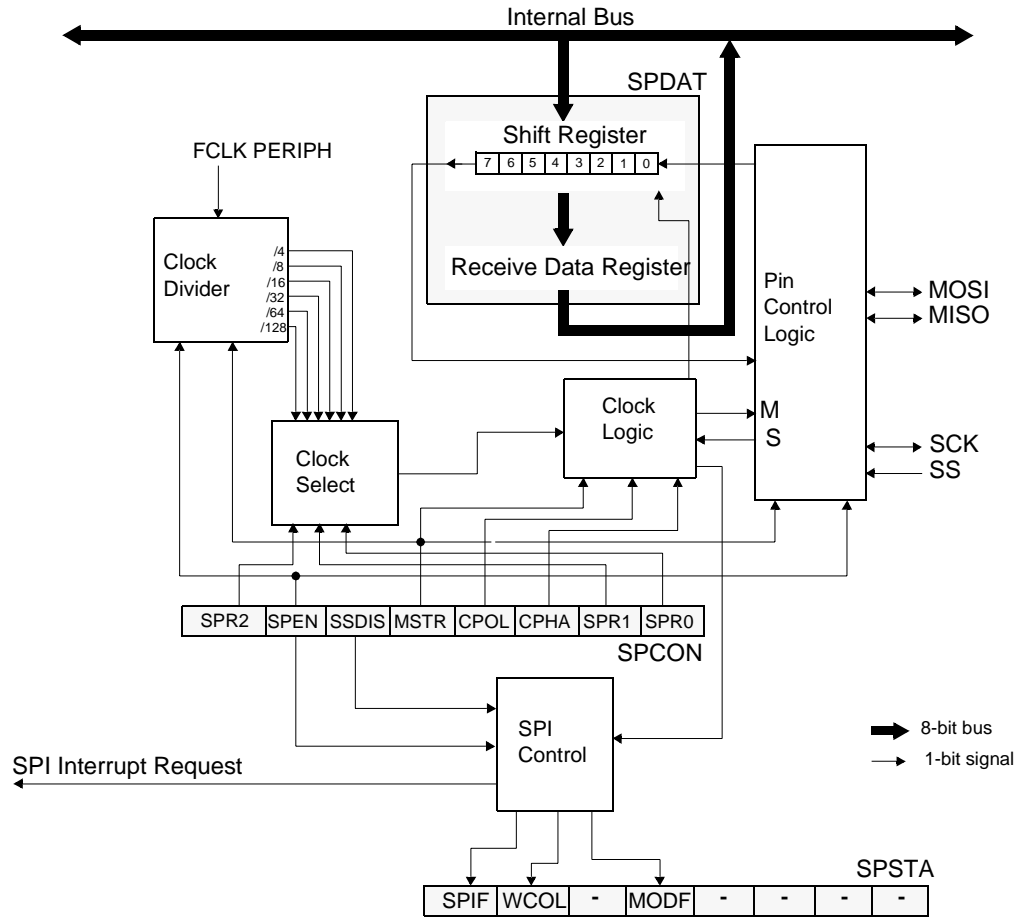 Internal Bus
SPDAT
Shift Register
7 6 5 4 3 2 1 0
FCLK PERIPH
Clock
Divider
/4
/8
/16
/32
/64
/128
Receive Data Register
Pin
Control
Logic
MOSI
MISO
Clock
Logic
M
S
SCK
SS
Clock
Select
SPR2 SPEN SSDIS MSTR CPOL CPHA SPR1 SPR0
SPCON
SPI
Control
8-bit bus
1-bit signal
SPI Interrupt Request
SPSTA
SPIF WCOL - MODF - - - -